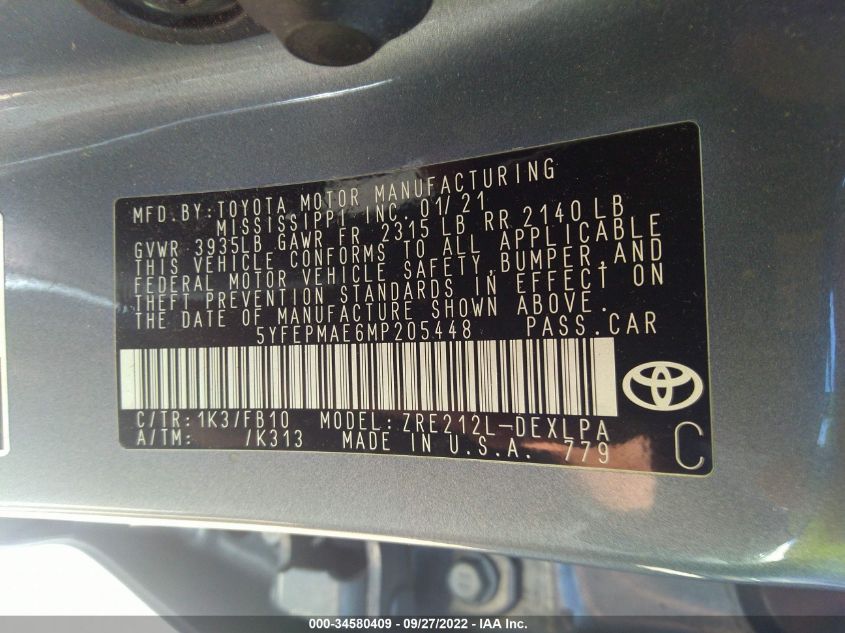 MFD.BY:TOYOTA MOTOR MANUFACTURING
MISSISSIPPI INC. 01/21
GVWR 3935LB GAWR FR 2315 LB RR 2140 LB
THIS VEHICLE CONFORMS TO ALL APPLICABLE
FEDERAL MOTOR VEHICLE SAFETY,BUMPER,AND
THEFT PREVENTION STANDARDS IN EFFECT ON
THE DATE OF MANUFACTURE SHOWN ABOVE.
5YFEPMAE6MP205448 PASS.CAR
C/TR:1K3/FB10 MODEL:ZRE212L-DEXLPA
A/TM: /K313 MADE IN U.S.A. 779
C
000-34580409 - 09/27/2022 - IAA Inc.